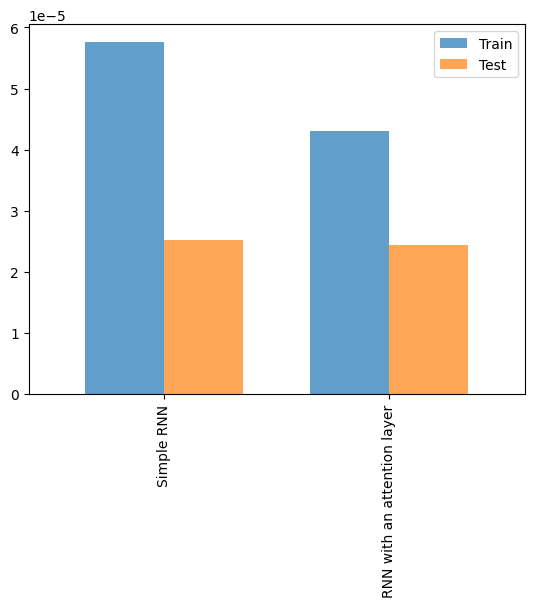 1e−5
6
5
4
3
2
1
0
Train
Test
Simple RNN
RNN with an attention layer